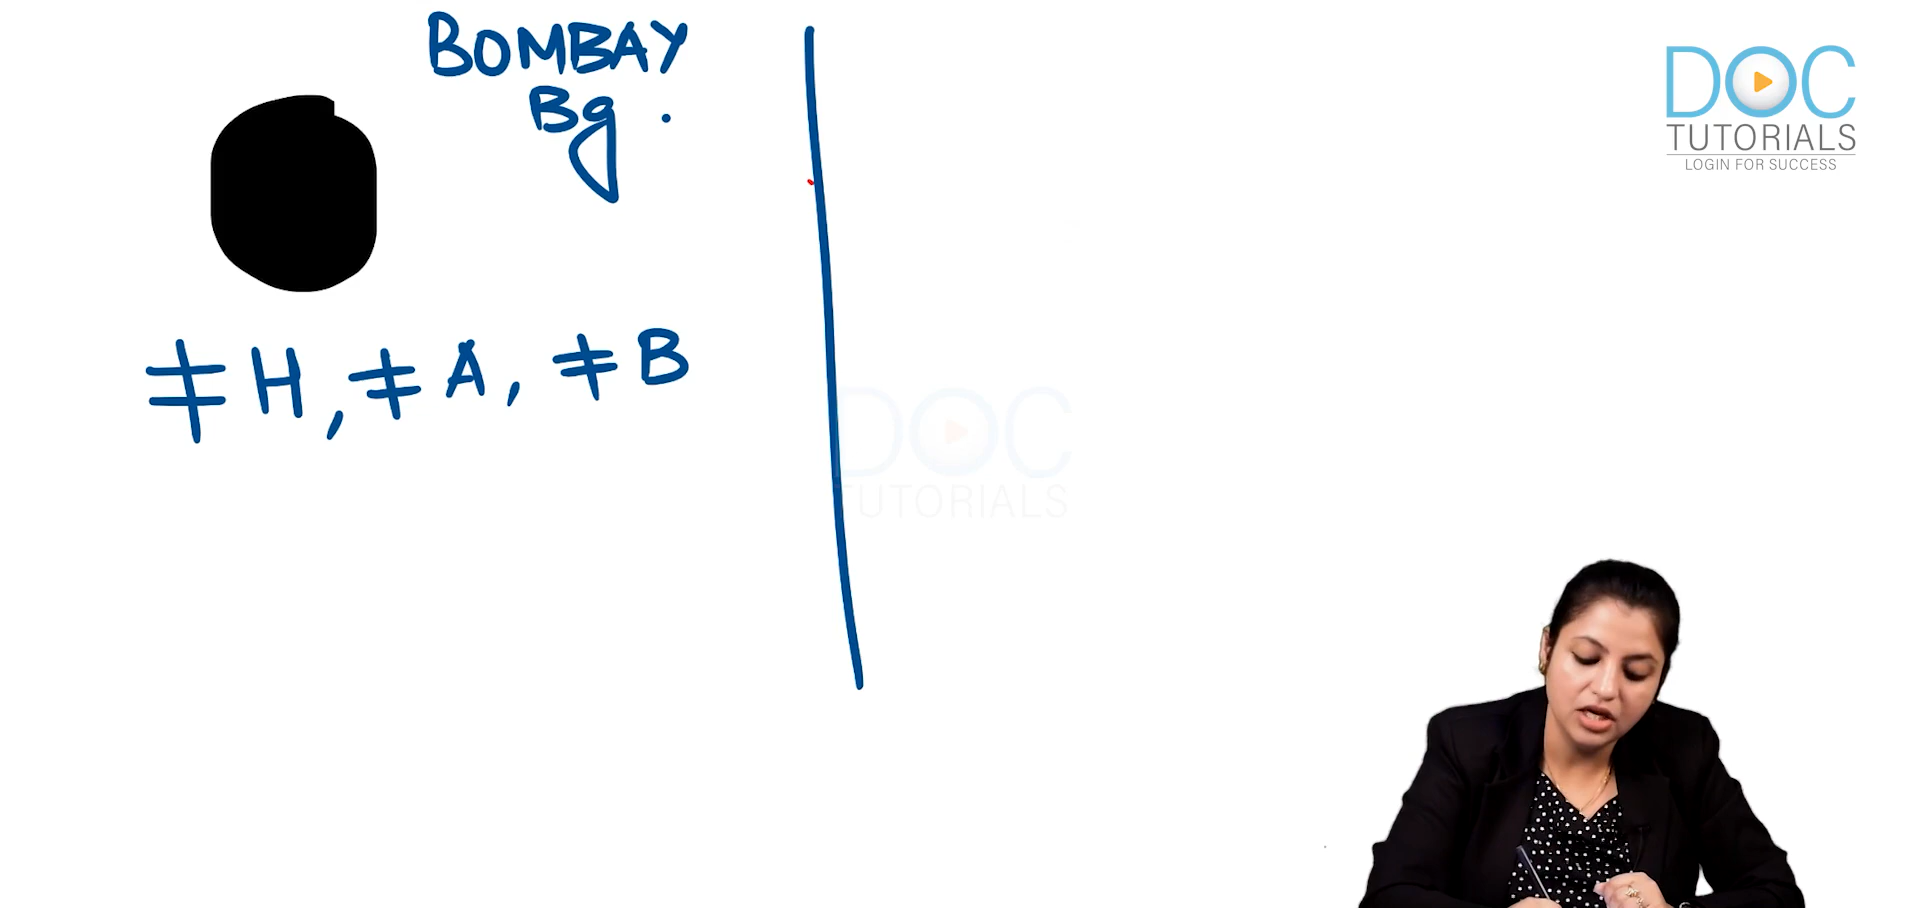 BOMBAY
Bg.
≠ H, ≠ A, ≠ B
DOC
TUTORIALS
LOGIN FOR SUCCESS
DOC
TUTORIALS